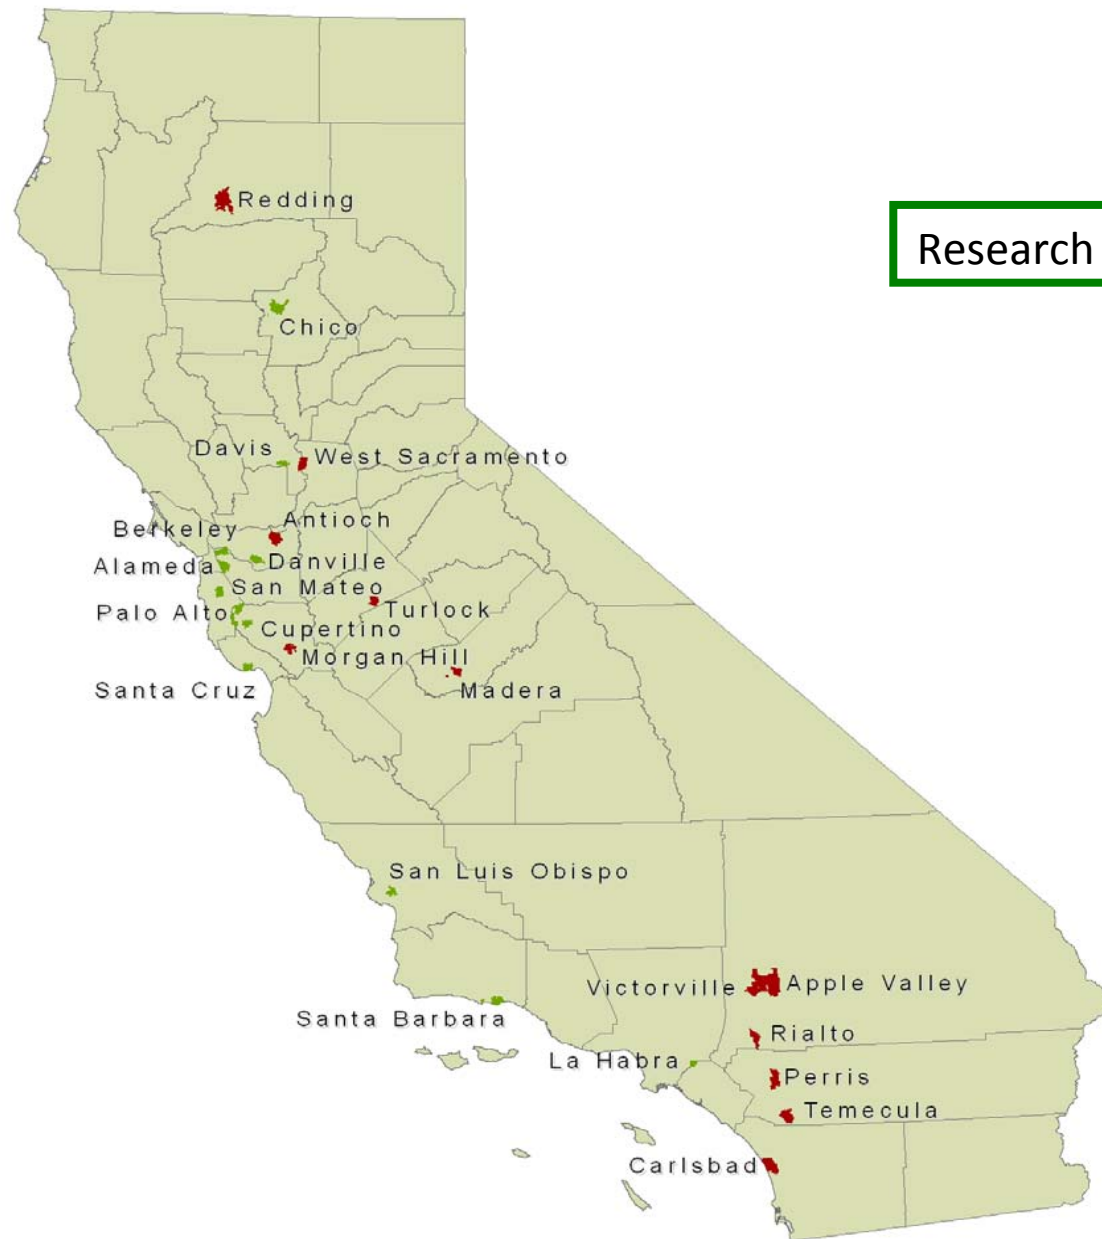 Redding
Research
Chico
Davis
West Sacramento
Antioch
Berkeley
Danville
Alameda
San Mateo
Palo Alto
Turlock
Cupertino
Morgan Hill
Santa Cruz
Madera
San Luis Obispo
Victorville
Apple Valley
Santa Barbara
Rialto
La Habra
Perris
Temecula
Carlsbad